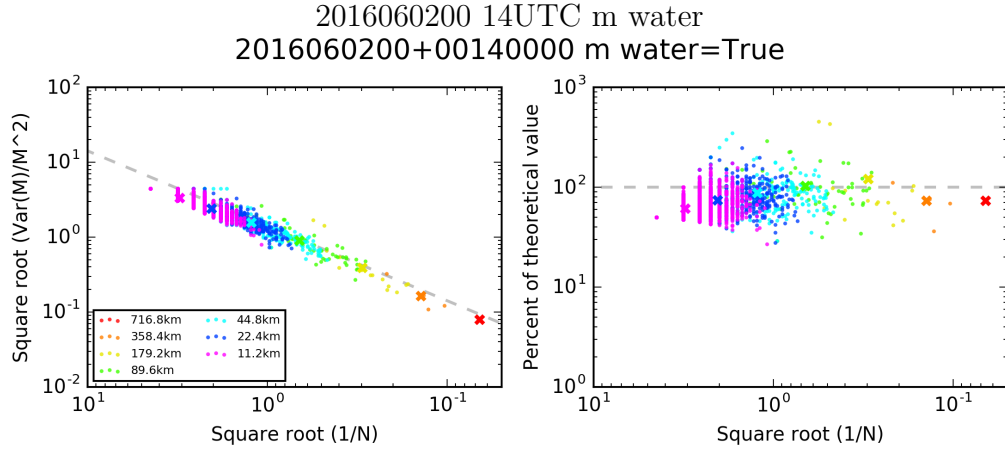 2016060200 14UTC m water
2016060200+00140000 m water=True
Square root (Var(M)/M^2)
10^2
10^1
10^0
10^-1
10^-2
716.8km
358.4km
179.2km
89.6km
44.8km
22.4km
11.2km
10^1
10^0
10^-1
Square root (1/N)
Percent of theoretical value
10^3
10^2
10^1
10^0
10^1
10^0
10^-1
Square root (1/N)